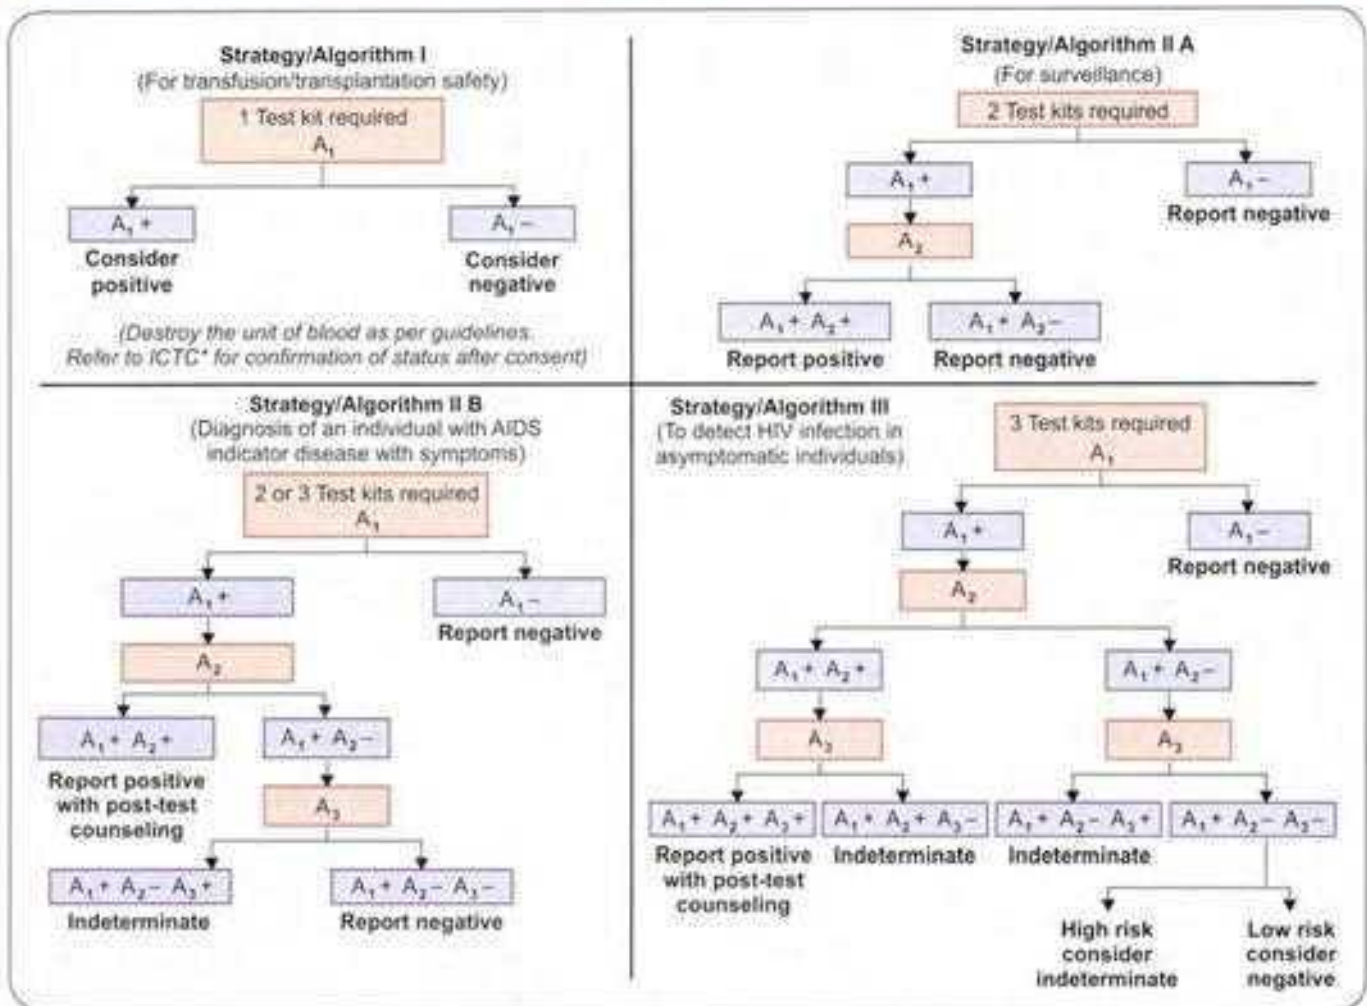 Strategy/Algorithm I
(For transfusion/transplantation safety)
1 Test kit required
A₁
A₁ +
Consider
positive
A₁ –
Consider
negative
(Destroy the unit of blood as per guidelines.
Refer to ICTC* for confirmation of status after consent)
Strategy/Algorithm II A
(For surveillance)
2 Test kits required
A₁ +
A₁ –
Report negative
A₂
A₁ + A₂ +
Report positive
A₁ + A₂ –
Report negative
Strategy/Algorithm II B
(Diagnosis of an individual with AIDS
indicator disease with symptoms)
2 or 3 Test kits required
A₁
A₁ +
A₁ –
Report negative
A₂
A₁ + A₂ +
Report positive
with post-test
counseling
A₁ + A₂ –
A₃
A₁ + A₂ – A₃ +
Indeterminate
A₁ + A₂ – A₃ –
Report negative
Strategy/Algorithm III
(To detect HIV infection in
asymptomatic individuals)
3 Test kits required
A₁
A₁ +
A₁ –
Report negative
A₂
A₁ + A₂ +
A₁ + A₂ –
A₃
A₃
A₁ + A₂ + A₃ +
Report positive
with post-test
counseling
A₁ + A₂ + A₃ –
Indeterminate
A₁ + A₂ – A₃ +
Indeterminate
A₁ + A₂ – A₃ –
High risk
consider
indeterminate
Low risk
consider
negative